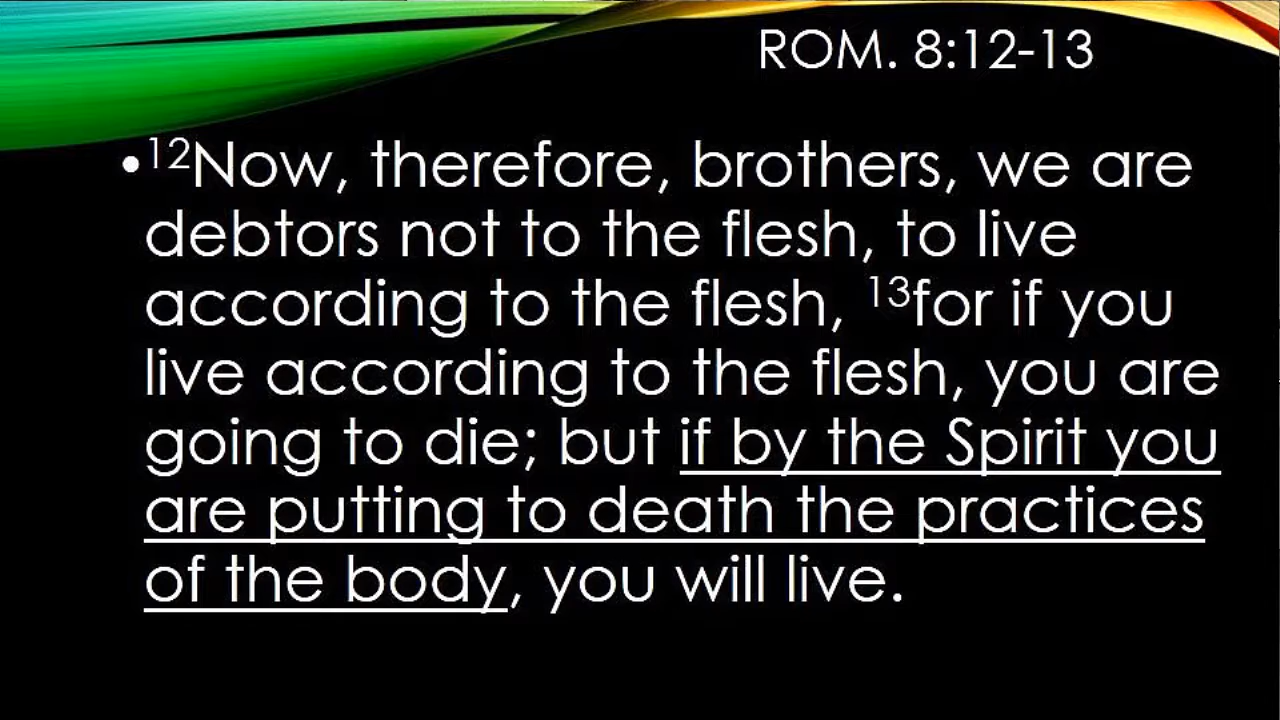 ROM. 8:12-13
•¹²Now, therefore, brothers, we are
debtors not to the flesh, to live
according to the flesh, ¹³for if you
live according to the flesh, you are
going to die; but if by the Spirit you
are putting to death the practices
of the body, you will live.